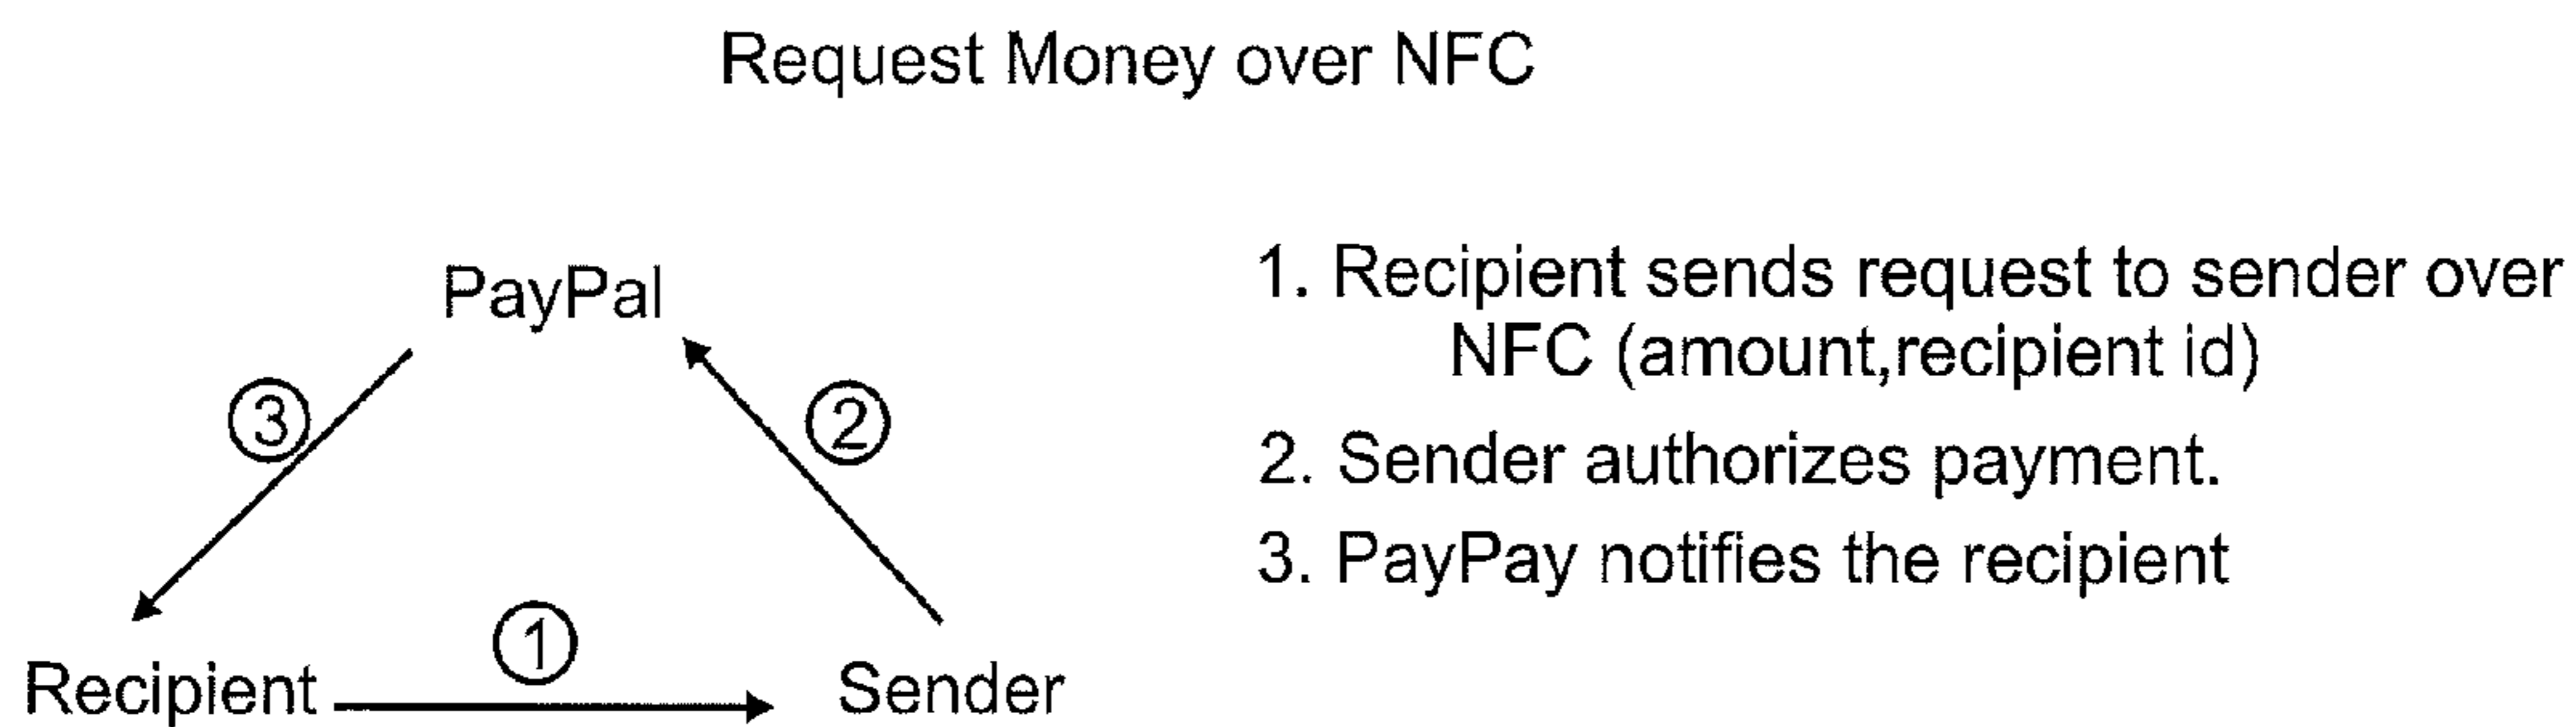 Request Money over NFC
PayPal
3
2
1
Recipient
Sender
1. Recipient sends request to sender over
NFC (amount,recipient id)
2. Sender authorizes payment.
3. PayPay notifies the recipient